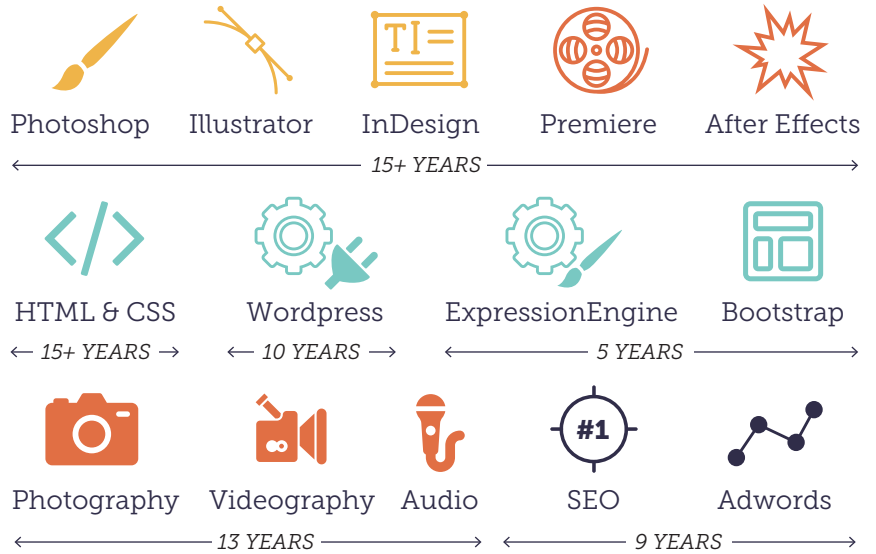 TI
Photoshop Illustrator InDesign Premiere After Effects
15+ YEARS
HTML & CSS Wordpress ExpressionEngine Bootstrap
15+ YEARS 10 YEARS 5 YEARS
#1
Photography Videography Audio SEO Adwords
13 YEARS 9 YEARS